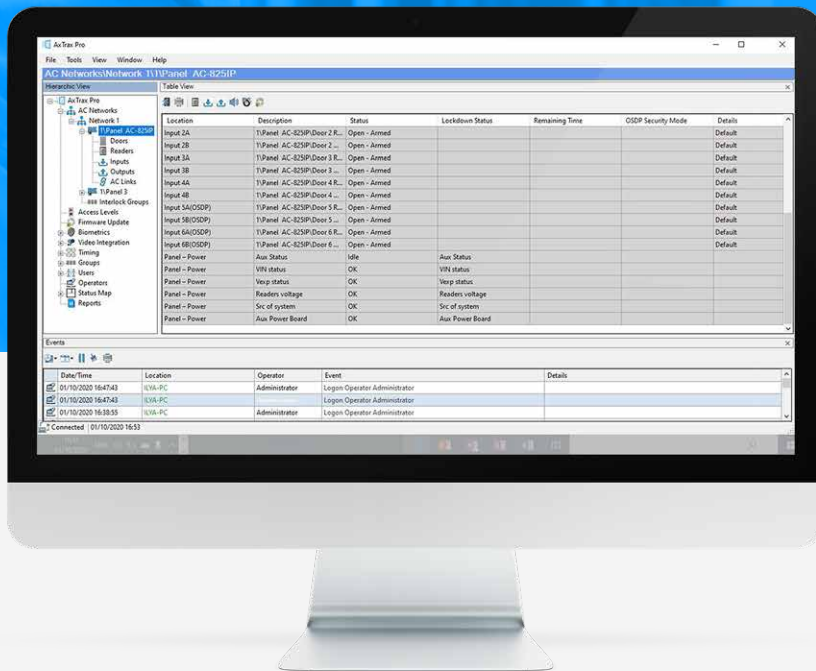 AxTrax Pro
File Tools View Window Help
AC Networks\Network 1\1\Panel AC-825IP
Hierarchic View
Table View
AxTrax Pro
AC Networks
Network 1
1\Panel AC-825IP
Doors
Readers
Inputs
Outputs
AC Links
1\Panel 3
Interlock Groups
Access Levels
Firmware Update
Biometrics
Video Integration
Timing
Groups
Users
Operators
Status Map
Reports
Location Description Status Lockdown Status Remaining Time OSDP Security Mode Details
Input 2A 1\Panel AC-825IP\Door 2 R... Open - Armed Default
Input 2B 1\Panel AC-825IP\Door 2 ... Open - Armed Default
Input 3A 1\Panel AC-825IP\Door 3 R... Open - Armed Default
Input 3B 1\Panel AC-825IP\Door 3 ... Open - Armed Default
Input 4A 1\Panel AC-825IP\Door 4 R... Open - Armed Default
Input 4B 1\Panel AC-825IP\Door 4 ... Open - Armed Default
Input 5A(OSDP) 1\Panel AC-825IP\Door 5 R... Open - Armed Default
Input 5B(OSDP) 1\Panel AC-825IP\Door 5 ... Open - Armed Default
Input 6A(OSDP) 1\Panel AC-825IP\Door 6 R... Open - Armed Default
Input 6B(OSDP) 1\Panel AC-825IP\Door 6 ... Open - Armed Default
Panel – Power Aux Status Idle Aux Status
Panel – Power VIN status OK VIN status
Panel – Power Vexp status OK Vexp status
Panel – Power Readers voltage OK Readers voltage
Panel – Power Src of system OK Src of system
Panel – Power Aux Power Board OK Aux Power Board
Events
Date/Time Location Operator Event Details
01/10/2020 16:47:43 ILYA-PC Administrator Logon Operator Administrator
01/10/2020 16:47:43 ILYA-PC Logon Operator Administrator
01/10/2020 16:38:55 ILYA-PC Administrator Logon Operator Administrator
Connected 01/10/2020 16:53